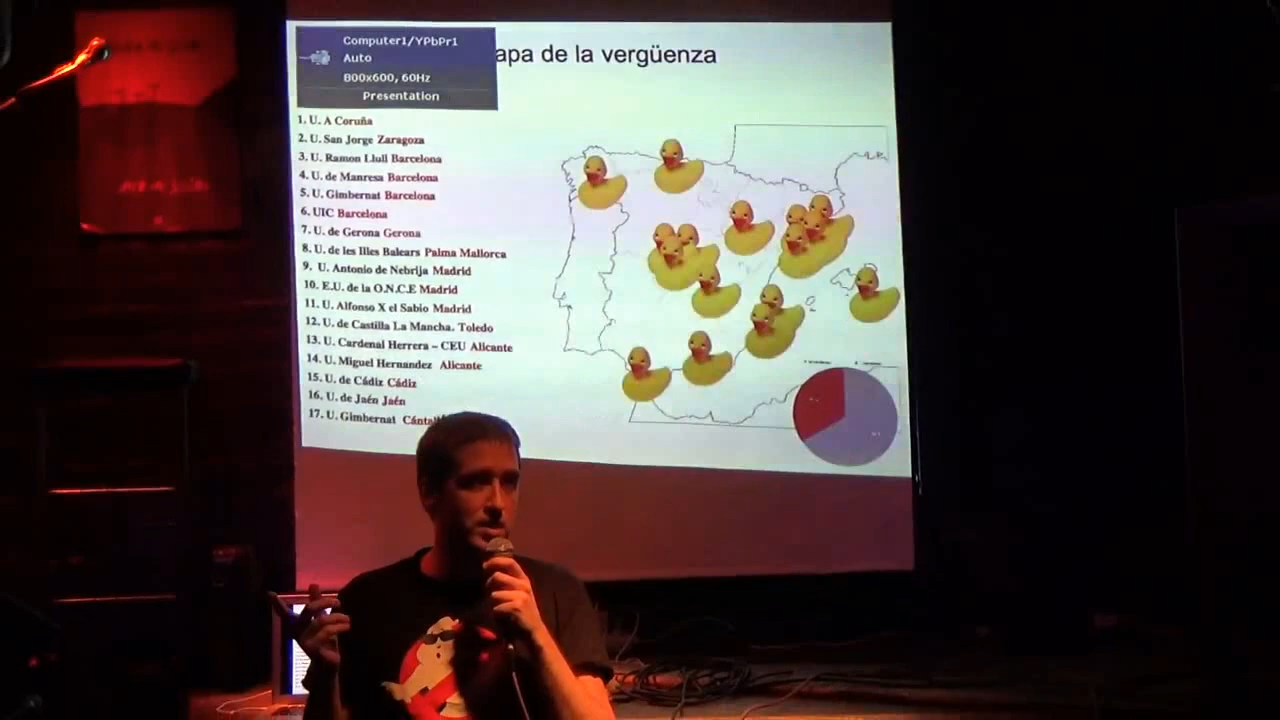 Computer1/YPbPr1
Auto
800x600, 60Hz
Presentation
apa de la vergüenza
1. U. A Coruña
2. U. San Jorge Zaragoza
3. U. Ramon Llull Barcelona
4. U. de Manresa Barcelona
5. U. Gimbernat Barcelona
6. UIC Barcelona
7. U. de Gerona Gerona
8. U. de les Illes Balears Palma Mallorca
9. U. Antonio de Nebrija Madrid
10. E.U. de la O.N.C.E Madrid
11. U. Alfonso X el Sabio Madrid
12. U. de Castilla La Mancha. Toledo
13. U. Cardenal Herrera – CEU Alicante
14. U. Miguel Hernandez Alicante
15. U. de Cádiz Cádiz
16. U. de Jaén Jaén
17. U. Gimbernat